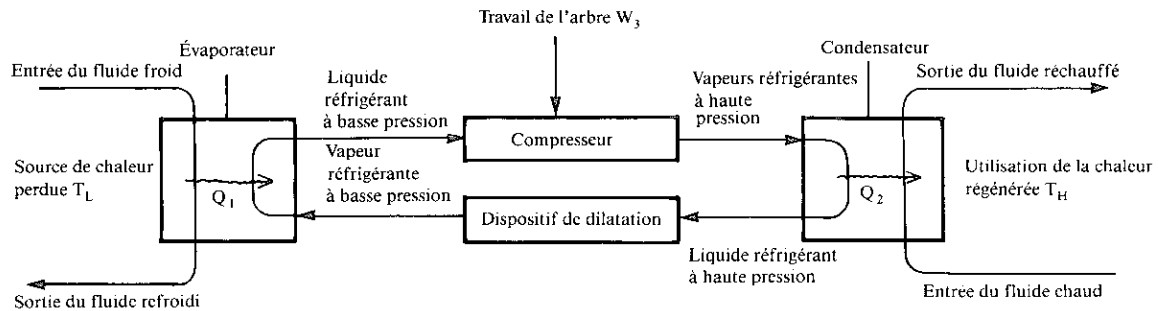 Travail de l'arbre W3
Évaporateur
Condensateur
Entrée du fluide froid
Liquide
réfrigérant
à basse pression
Vapeurs réfrigérantes
à haute
pression
Sortie du fluide réchauffé
Compresseur
Source de chaleur
perdue TL
Q1
Vapeur
réfrigérante
à basse pression
Dispositif de dilatation
Q2
Utilisation de la chaleur
régénérée TH
Liquide réfrigérant
à haute pression
Sortie du fluide refroidi
Entrée du fluide chaud